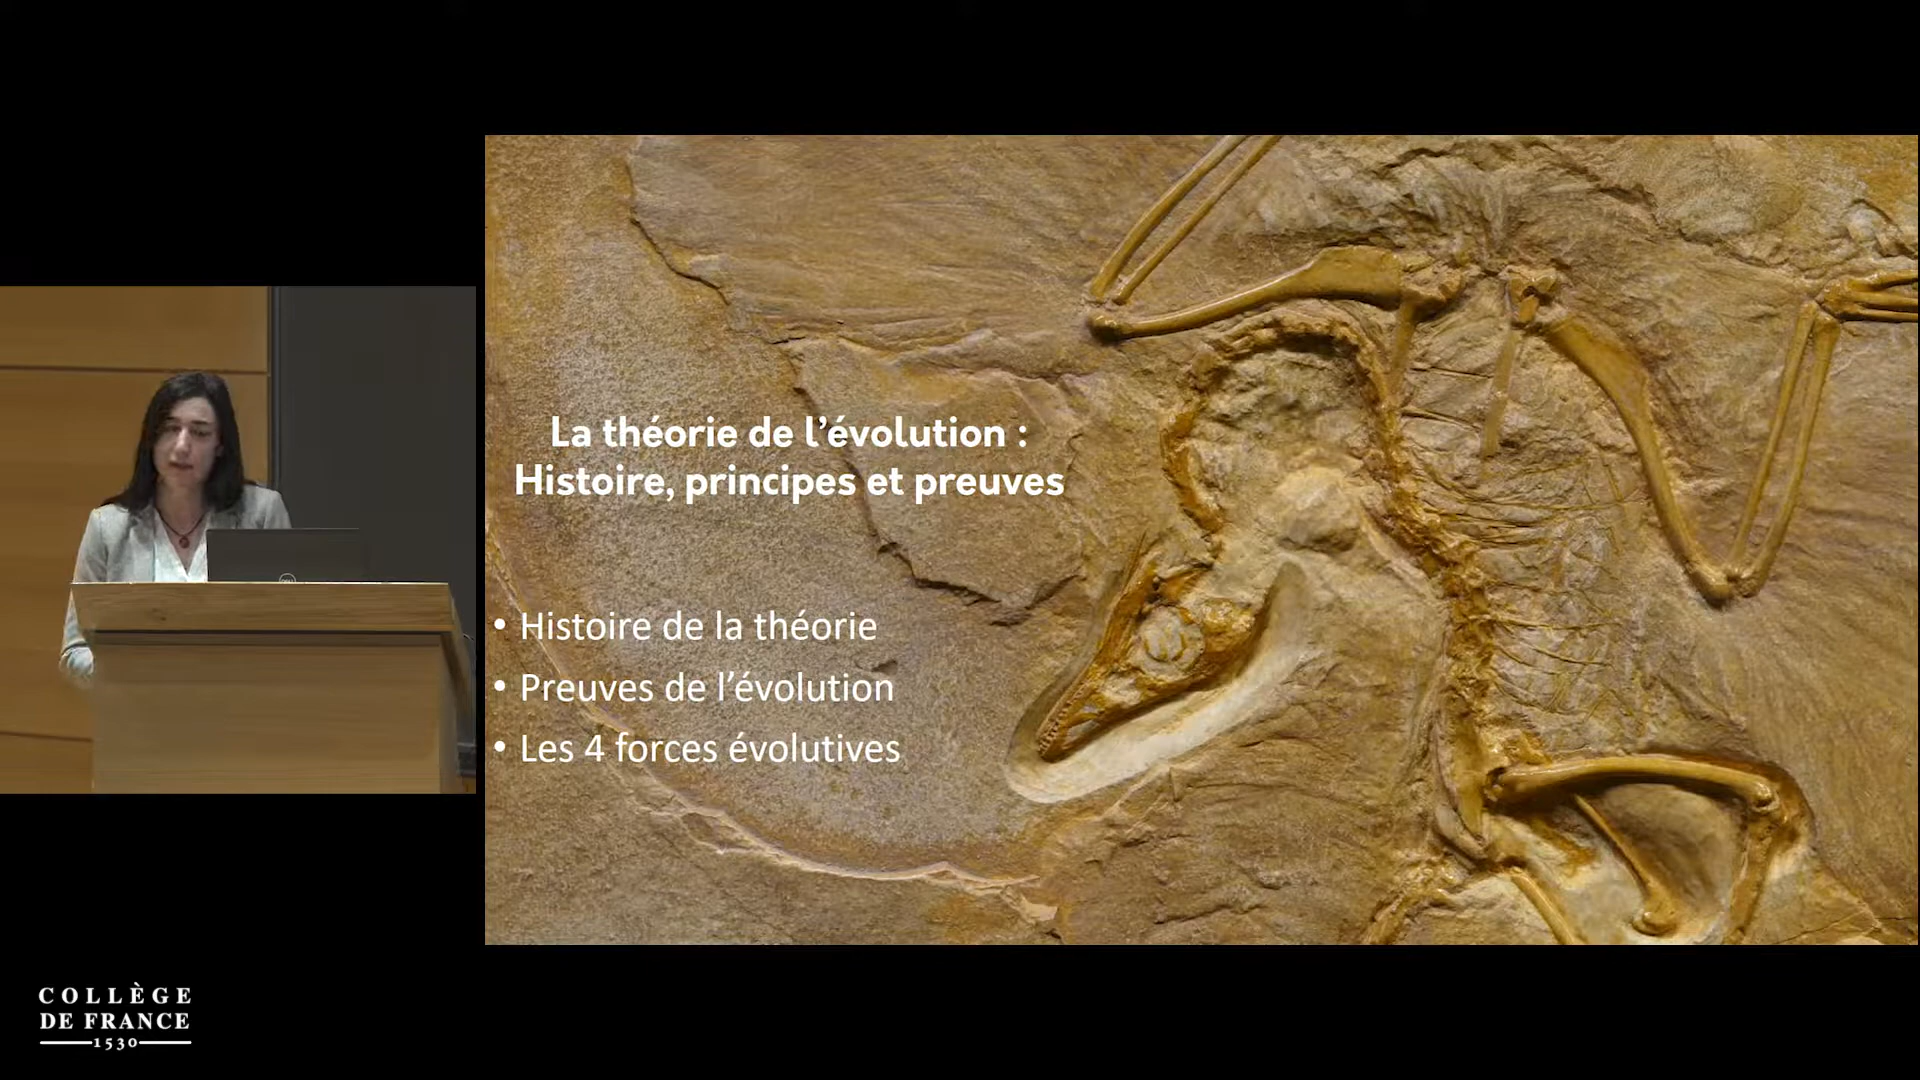 La théorie de l’évolution :
Histoire, principes et preuves
• Histoire de la théorie
• Preuves de l’évolution
• Les 4 forces évolutives
COLLÈGE
DE FRANCE
1530